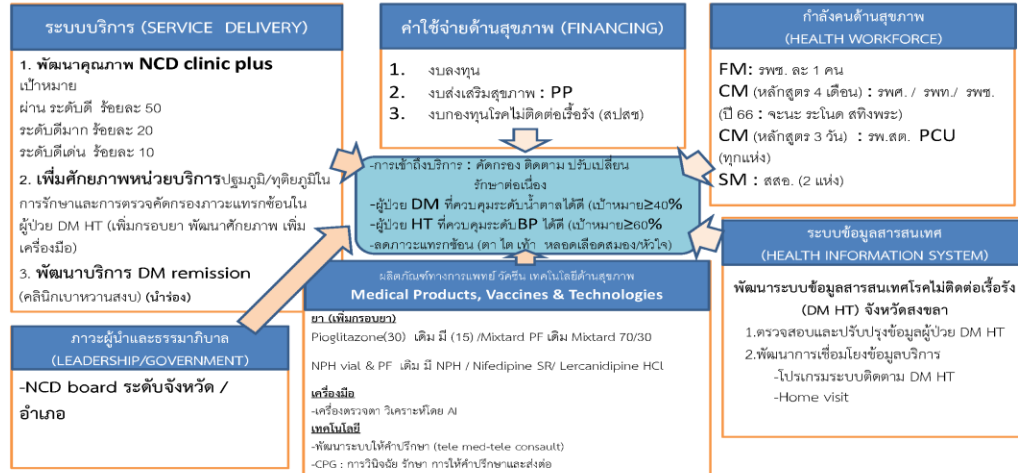 ระบบบริการ (SERVICE DELIVERY)
1. พัฒนาคุณภาพ NCD clinic plus
เป้าหมาย
ผ่าน ระดับดี ร้อยละ 50
ระดับดีมาก ร้อยละ 20
ระดับดีเด่น ร้อยละ 10
2. เพิ่มศักยภาพหน่วยบริการปฐมภูมิ/ทุติยภูมิใน
การรักษาและการตรวจคัดกรองภาวะแทรกซ้อนใน
ผู้ป่วย DM HT (เพิ่มกรอบยา พัฒนาศักยภาพ เพิ่ม
เครื่องมือ)
3. พัฒนาบริการ DM remission
(คลินิกเบาหวานสงบ) (นำร่อง)
ค่าใช้จ่ายด้านสุขภาพ (FINANCING)
1. งบลงทุน
2. งบส่งเสริมสุขภาพ : PP
3. งบกองทุนโรคไม่ติดต่อเรื้อรัง (สปสช)
กำลังคนด้านสุขภาพ
(HEALTH WORKFORCE)
FM: รพช. ละ 1 คน
CM (หลักสูตร 4 เดือน) : รพศ. / รพท./ รพช.
(ปี 66 : จะนะ ระโนด สทิงพระ)
CM (หลักสูตร 3 วัน) : รพ.สต. PCU
(ทุกแห่ง)
SM : สสอ. (2 แห่ง)
-การเข้าถึงบริการ : คัดกรอง ติดตาม ปรับเปลี่ยน
รักษาต่อเนื่อง
-ผู้ป่วย DM ที่ควบคุมระดับน้ำตาลได้ดี (เป้าหมาย≥40%
-ผู้ป่วย HT ที่ควบคุมระดับBP ได้ดี (เป้าหมาย≥60%
-ลดภาวะแทรกซ้อน (ตา ไต เท้า หลอดเลือดสมอง/หัวใจ)
ภาวะผู้นำและธรรมาภิบาล
(LEADERSHIP/GOVERNMENT)
-NCD board ระดับจังหวัด /
อำเภอ
ผลิตภัณฑ์ทางการแพทย์ วัคซีน เทคโนโลยีด้านสุขภาพ
Medical Products, Vaccines & Technologies
ยา (เพิ่มกรอบยา)
Pioglitazone(30) เดิม มี (15) /Mixtard PF เดิม Mixtard 70/30
NPH vial & PF เดิม มี NPH / Nifedipine SR/ Lercanidipine HCl
เครื่องมือ
-เครื่องตรวจตา วิเคราะห์โดย AI
เทคโนโลยี
-พัฒนาระบบให้คำปรึกษา (tele med-tele consault)
-CPG : การวินิจฉัย รักษา การให้คำปรึกษาและส่งต่อ
ระบบข้อมูลสารสนเทศ
(HEALTH INFORMATION SYSTEM)
พัฒนาระบบข้อมูลสารสนเทศโรคไม่ติดต่อเรื้อรัง
(DM HT) จังหวัดสงขลา
1.ตรวจสอบและปรับปรุงข้อมูลผู้ป่วย DM HT
2.พัฒนาการเชื่อมโยงข้อมูลบริการ
-โปรเกรมระบบติดตาม DM HT
-Home visit